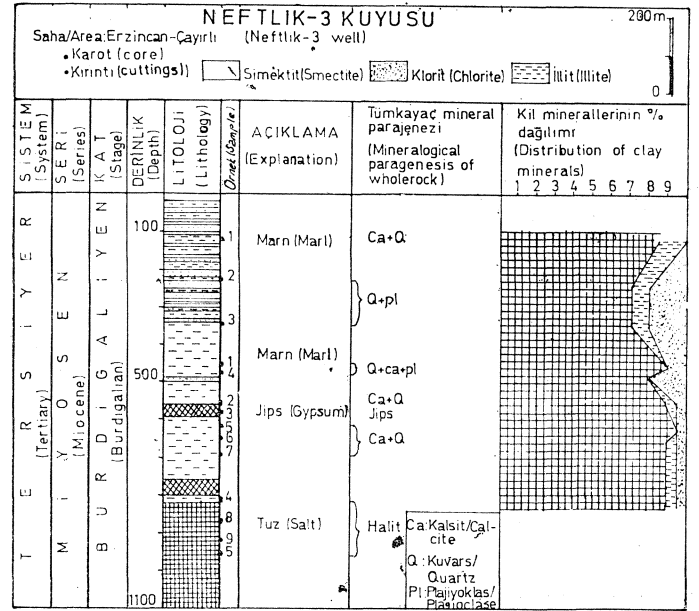 NEFTLIK-3 KUYUSU
Saha/Area:Erzincan-Çayırlı (Neftlik-3 well)
• Karot (core)
• Kırıntı (cuttings))
Simektit(Smectite)
Klorit (Chlorite)
İllit (Illite)
200m
0
SİSTEM (System)
SERİ (Series)
KAT (Stage)
DERİNLİK (Depth)
LİTOLOJİ (Lithology)
Örnek (Sample)
AÇIKLAMA
(Explanation)
Tümkayaç mineral
parajenezi
(Mineralogical
paragenesis of
wholerock)
Kil minerallerinin %
dağılımı
(Distribution of clay
minerals)
1 2 3 4 5 6 7 8 9
TERSİYER
(Tertiary)
MİYOSEN
(Miocene)
BURDİGALİYEN
(Burdigalian)
100
500
1100
1
2
3
1
4
2
3
5
6
7
4
8
9
5
Marn (Marl)
Marn (Marl)
Jips (Gypsum)
Tuz (Salt)
Ca+Q
Q+pl
Q+ca+pl
Ca+Q
Jips
Ca+Q
Halit
Ca:Kalsit/Cal-
cite
Q :Kuvars/
Quartz
Pl:Plajiyoklas/
Plagioclase